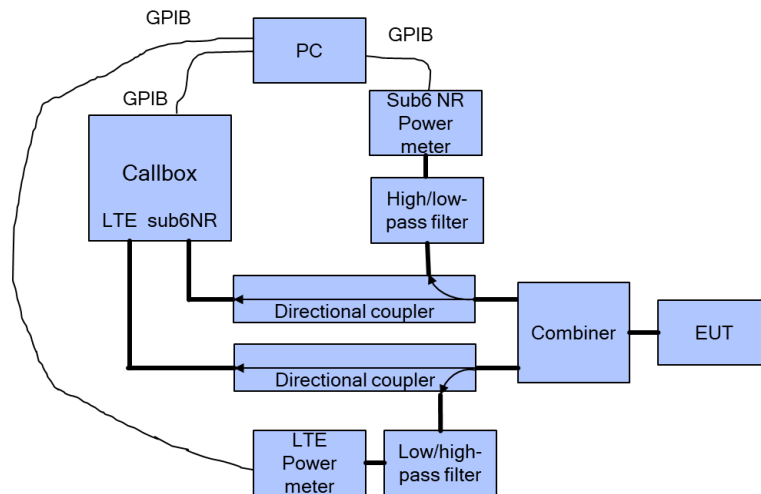 GPIB
PC
GPIB
GPIB
Sub6 NR
Power
meter
Callbox
LTE sub6NR
High/low-
pass filter
Directional coupler
Combiner
EUT
Directional coupler
LTE
Power
meter
Low/high-
pass filter